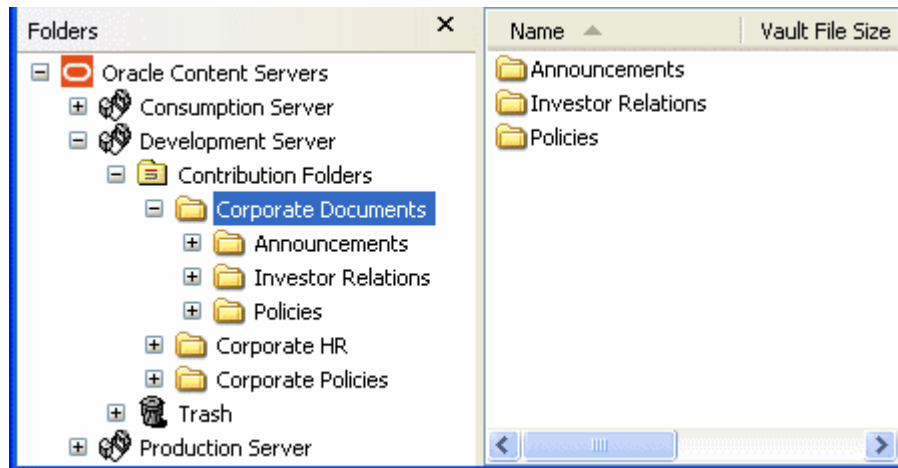 Folders
Oracle Content Servers
Consumption Server
Development Server
Contribution Folders
Corporate Documents
Announcements
Investor Relations
Policies
Corporate HR
Corporate Policies
Trash
Production Server
Name Vault File Size
Announcements
Investor Relations
Policies